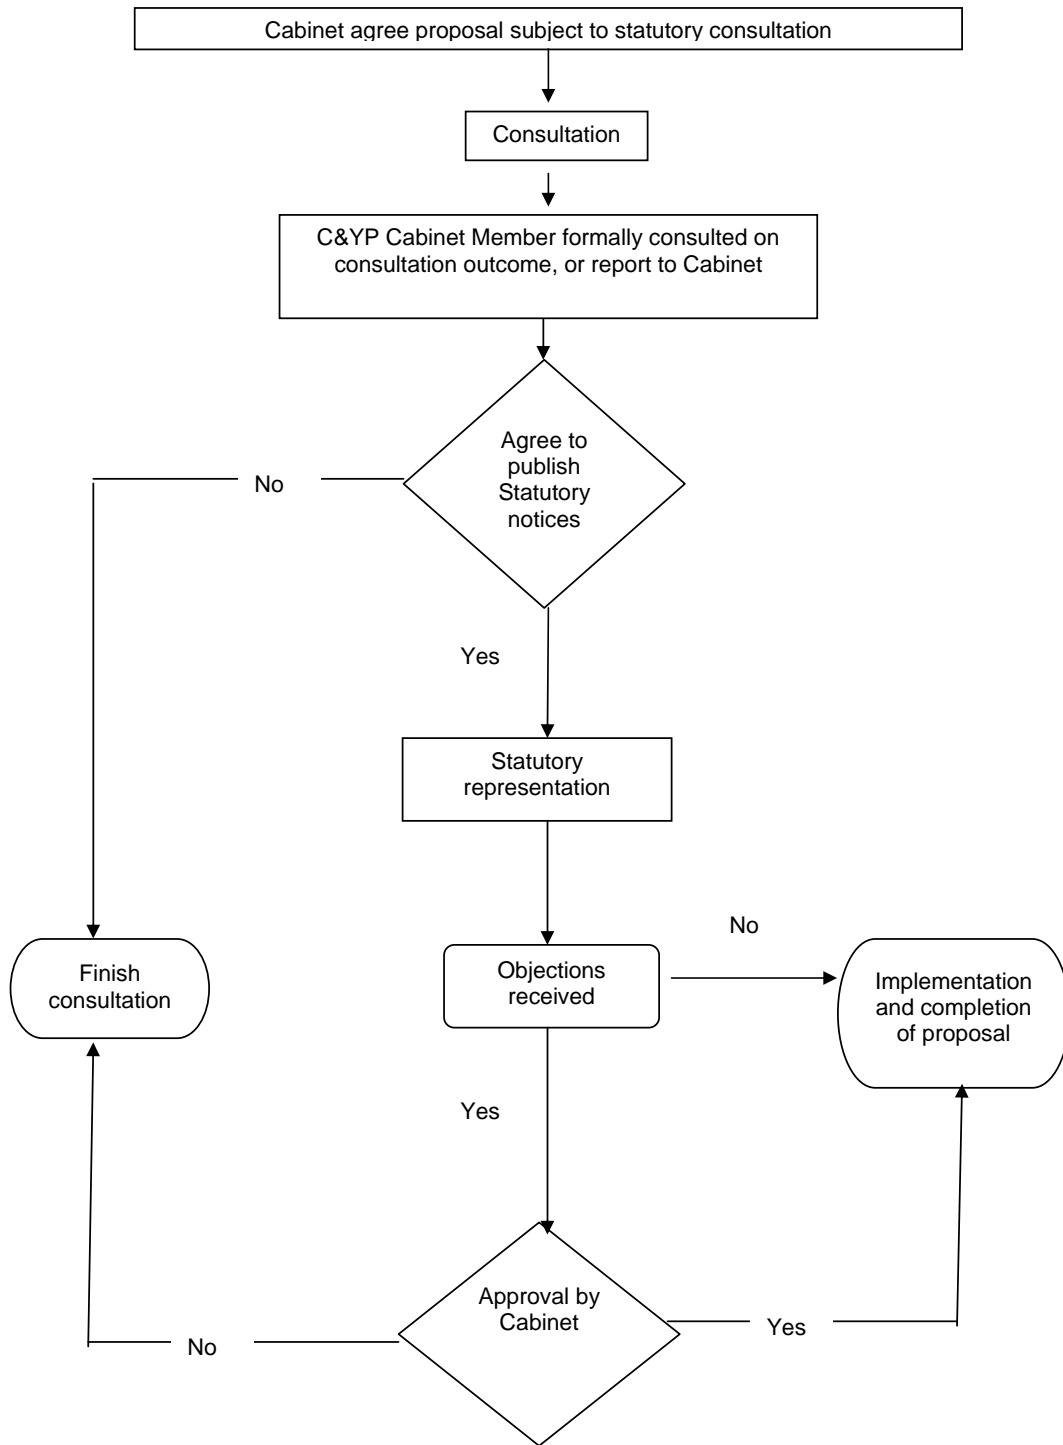 Cabinet agree proposal subject to statutory consultation
Consultation
C&YP Cabinet Member formally consulted on
consultation outcome, or report to Cabinet
Agree to
publish
Statutory
notices
No
Yes
Statutory
representation
No
Finish
consultation
Objections
received
Implementation
and completion
of proposal
Yes
Approval by
Cabinet
No
Yes